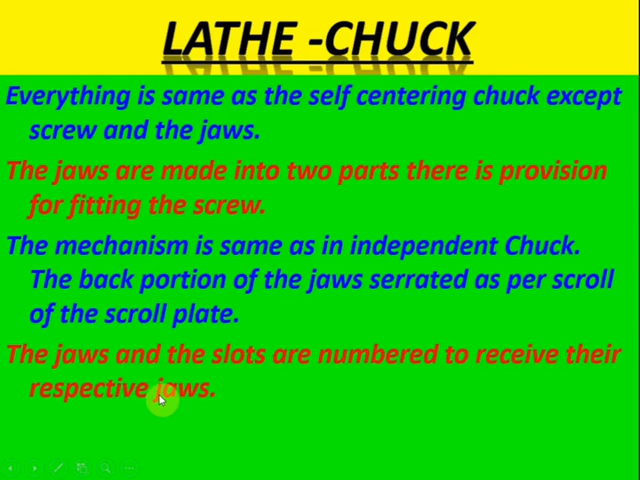 LATHE -CHUCK
Everything is same as the self centering chuck except
screw and the jaws.
The jaws are made into two parts there is provision
for fitting the screw.
The mechanism is same as in independent Chuck.
The back portion of the jaws serrated as per scroll
of the scroll plate.
The jaws and the slots are numbered to receive their
respective jaws.